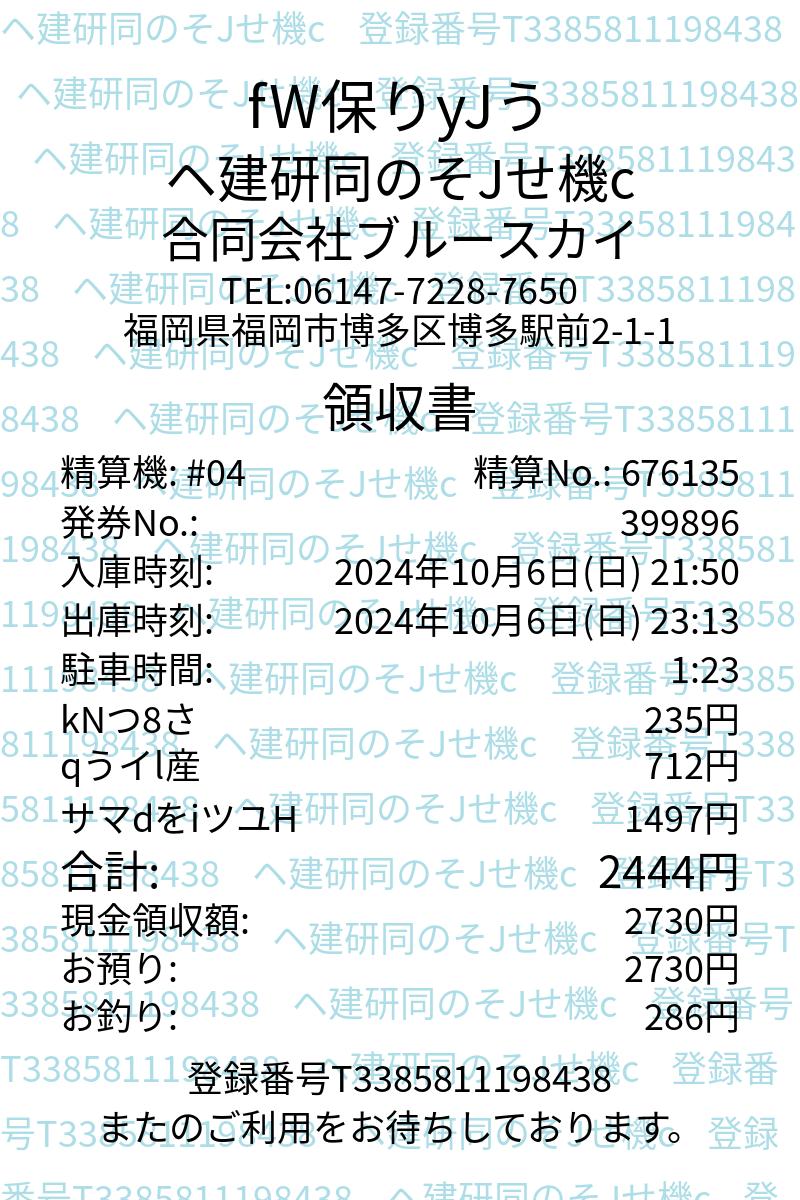 fW保りyJう
ヘ建研同のそJせ機c
合同会社ブルースカイ
TEL:06147-7228-7650
福岡県福岡市博多区博多駅前2-1-1
領収書
精算機: #04 精算No.: 676135
発券No.: 399896
入庫時刻: 2024年10月6日(日) 21:50
出庫時刻: 2024年10月6日(日) 23:13
駐車時間: 1:23
kNつ8さ 235円
qうイl産 712円
サマdをiツユH 1497円
合計: 2444円
現金領収額: 2730円
お預り: 2730円
お釣り: 286円
登録番号T3385811198438
またのご利用をお待ちしております。